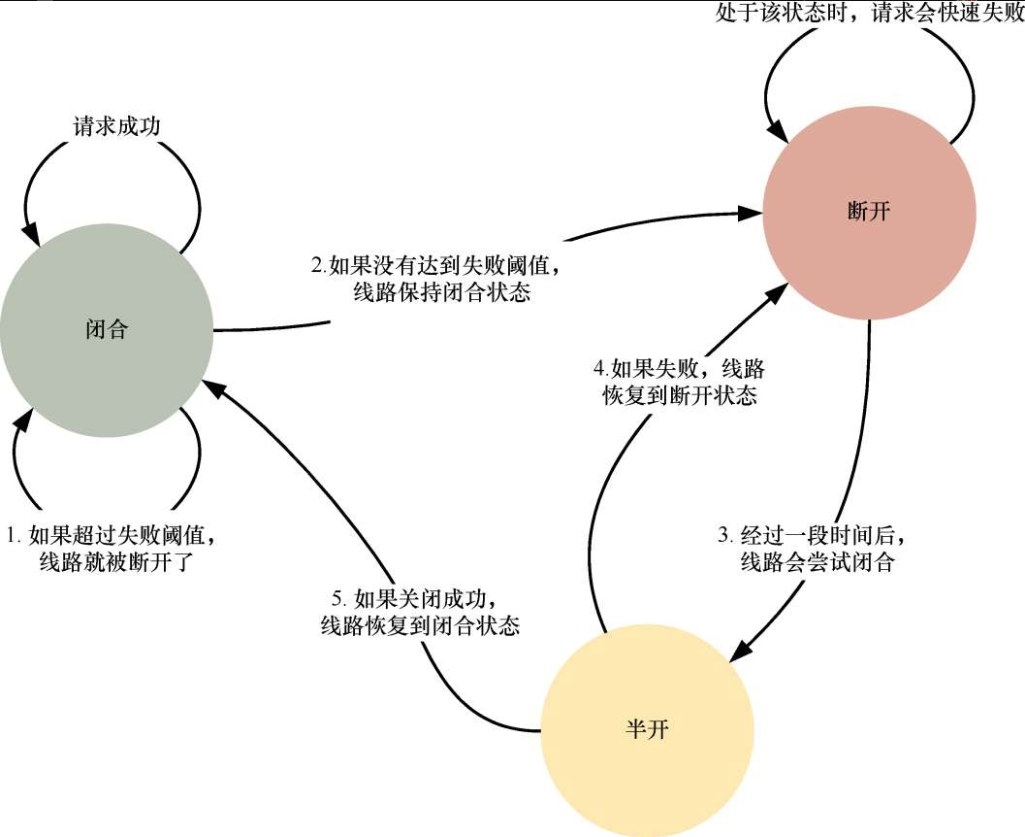 处于该状态时，请求会快速失败
请求成功
断开
2.如果没有达到失败阈值，
线路保持闭合状态
闭合
4.如果失败，线路
恢复到断开状态
1. 如果超过失败阈值，
线路就被断开了
3. 经过一段时间后，
线路会尝试闭合
5. 如果关闭成功，
线路恢复到闭合状态
半开